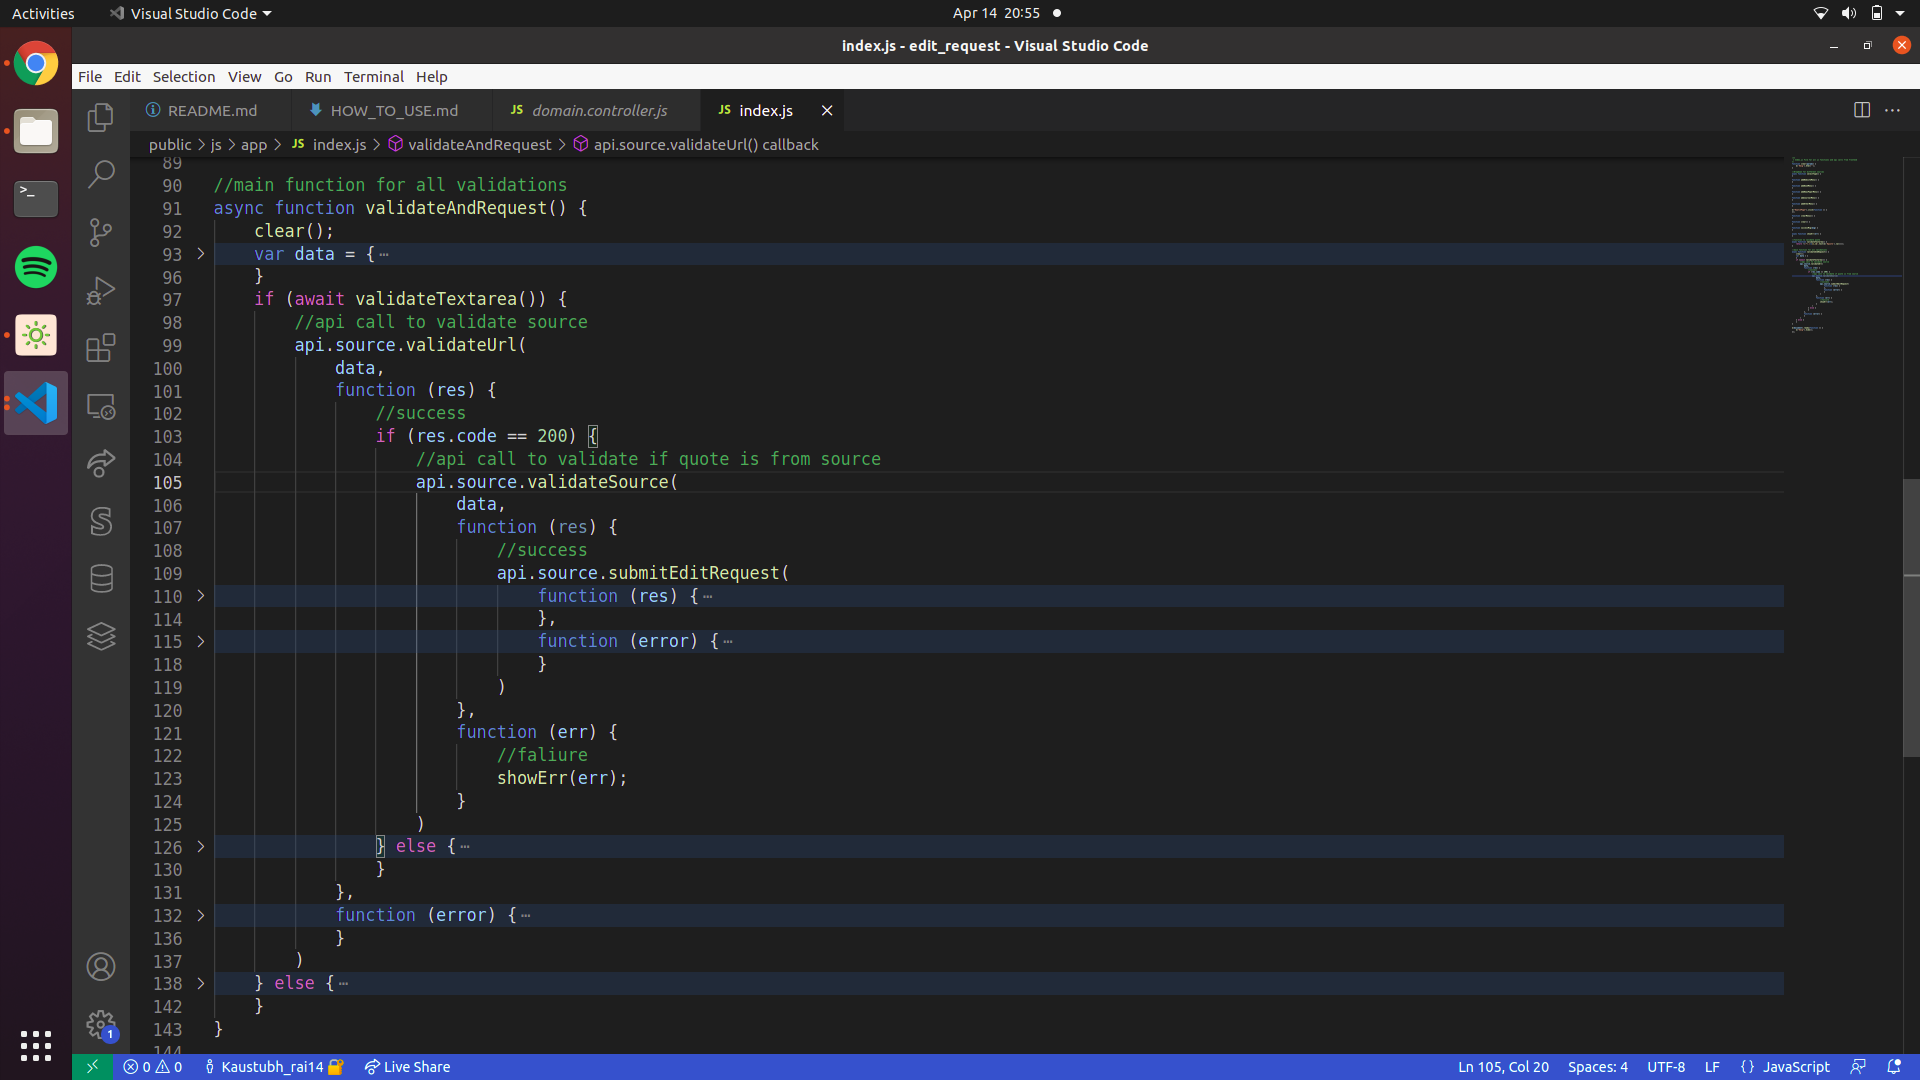 Activities Visual Studio Code Apr 14 20:55
index.js - edit_request - Visual Studio Code
File Edit Selection View Go Run Terminal Help
README.md HOW_TO_USE.md JS domain.controller.js JS index.js
public > js > app > JS index.js > validateAndRequest > api.source.validateUrl() callback
89
90 //main function for all validations
91 async function validateAndRequest() {
92 clear();
93 var data = {⋯
96 }
97 if (await validateTextarea()) {
98 //api call to validate source
99 api.source.validateUrl(
100 data,
101 function (res) {
102 //success
103 if (res.code == 200) {
104 //api call to validate if quote is from source
105 api.source.validateSource(
106 data,
107 function (res) {
108 //success
109 api.source.submitEditRequest(
110 function (res) {⋯
114 },
115 function (error) {⋯
118 }
119 )
120 },
121 function (err) {
122 //faliure
123 showErr(err);
124 }
125 )
126 } else {⋯
130 }
131 },
132 function (error) {⋯
136 }
137 )
138 } else {⋯
142 }
143 }
144
1
0 0 Kaustubh_rai14 Live Share Ln 105, Col 20 Spaces: 4 UTF-8 LF {} JavaScript